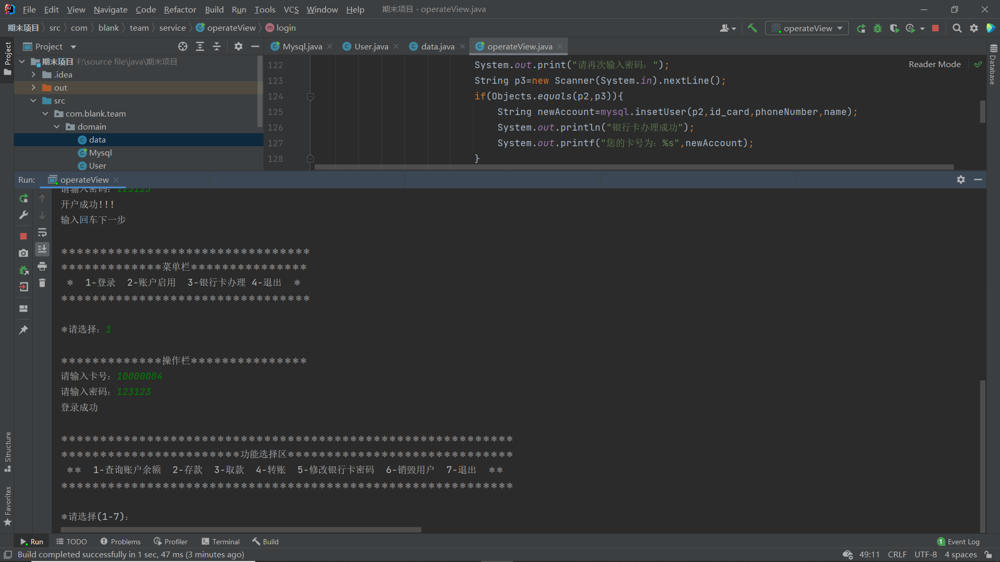 File Edit View Navigate Code Refactor Build Run Tools VCS Window Help 期末项目 - operateView.java
期末项目 src com blank team service operateView login
operateView
Project
Project
Mysql.java User.java data.java operateView.java
期末项目 F:\source file\java\期末项目
.idea
out
src
com.blank.team
domain
data
Mysql
User
Reader Mode
Database
122 System.out.print("请再次输入密码: ");
123 String p3=new Scanner(System.in).nextLine();
124 if(Objects.equals(p2,p3)){
125 String newAccount=mysql.insetUser(p2,id_card,phoneNumber,name);
126 System.out.println("银行卡办理成功");
127 System.out.printf("您的卡号为: %s",newAccount);
128 }
Run: operateView
请输入密码: 123123
开户成功!!!
输入回车下一步
********************************
*************菜单栏***************
* 1-登录 2-账户启用 3-银行卡办理 4-退出 *
********************************
*请选择: 1
*************操作栏***************
请输入卡号: 10000004
请输入密码: 123123
登录成功
**********************************************************
***********************功能选择区*****************************
** 1-查询账户余额 2-存款 3-取款 4-转账 5-修改银行卡密码 6-销毁用户 7-退出 **
**********************************************************
*请选择(1-7):
Structure
Favorites
Run TODO Problems Profiler Terminal Build 1 Event Log
Build completed successfully in 1 sec, 47 ms (3 minutes ago) 49:11 CRLF UTF-8 4 spaces